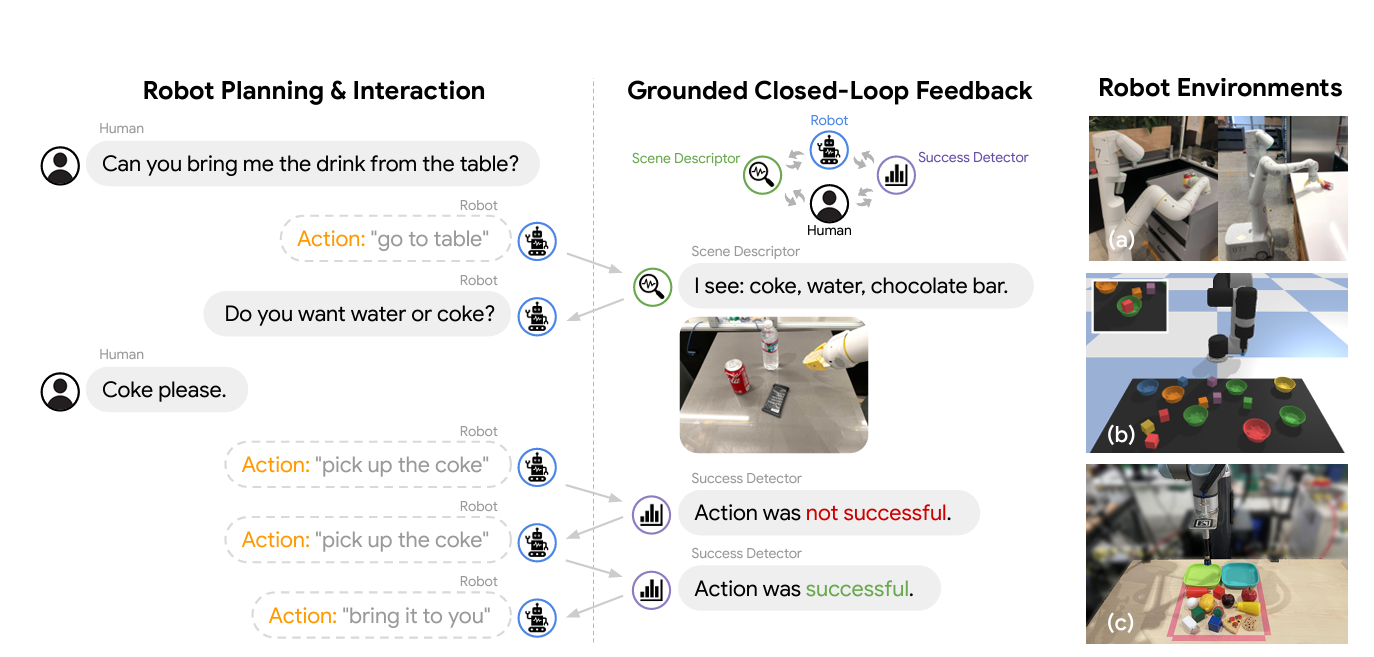 Robot Planning & Interaction
Human
Can you bring me the drink from the table?
Robot
Action: "go to table"
Robot
Do you want water or coke?
Human
Coke please.
Robot
Action: "pick up the coke"
Robot
Action: "pick up the coke"
Robot
Action: "bring it to you"
Grounded Closed-Loop Feedback
Robot
Scene Descriptor
Success Detector
Human
Scene Descriptor
I see: coke, water, chocolate bar.
Success Detector
Action was not successful.
Success Detector
Action was successful.
Robot Environments
(a)
(b)
(c)